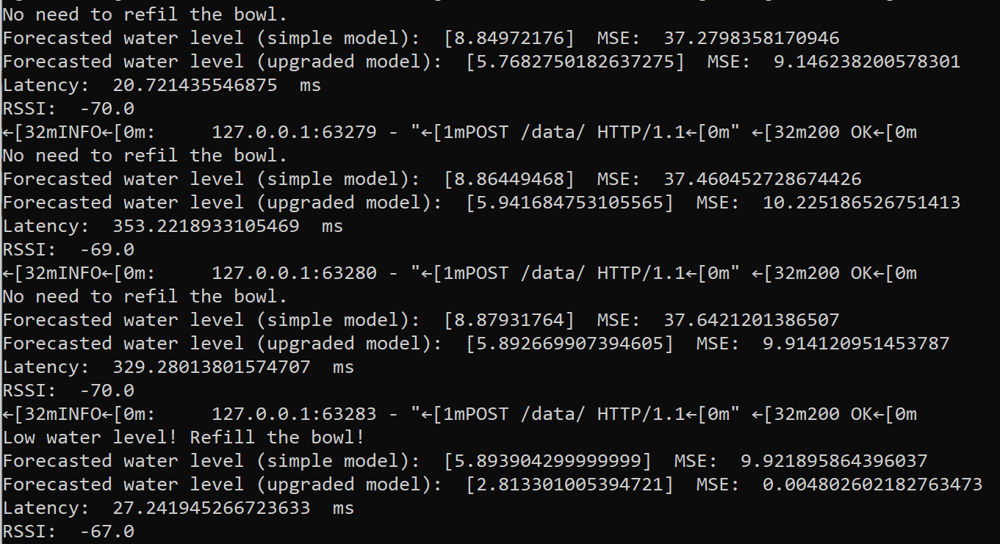 No need to refil the bowl.
Forecasted water level (simple model):  [8.84972176]  MSE:  37.2798358170946
Forecasted water level (upgraded model):  [5.7682750182637275]  MSE:  9.146238200578301
Latency:  20.721435546875  ms
RSSI:  -70.0
←[32mINFO←[0m:     127.0.0.1:63279 - "←[1mPOST /data/ HTTP/1.1←[0m" ←[32m200 OK←[0m
No need to refil the bowl.
Forecasted water level (simple model):  [8.86449468]  MSE:  37.460452728674426
Forecasted water level (upgraded model):  [5.941684753105565]  MSE:  10.225186526751413
Latency:  353.2218933105469  ms
RSSI:  -69.0
←[32mINFO←[0m:     127.0.0.1:63280 - "←[1mPOST /data/ HTTP/1.1←[0m" ←[32m200 OK←[0m
No need to refil the bowl.
Forecasted water level (simple model):  [8.87931764]  MSE:  37.6421201386507
Forecasted water level (upgraded model):  [5.892669907394605]  MSE:  9.914120951453787
Latency:  329.28013801574707  ms
RSSI:  -70.0
←[32mINFO←[0m:     127.0.0.1:63283 - "←[1mPOST /data/ HTTP/1.1←[0m" ←[32m200 OK←[0m
Low water level! Refill the bowl!
Forecasted water level (simple model):  [5.893904299999999]  MSE:  9.921895864396037
Forecasted water level (upgraded model):  [2.813301005394721]  MSE:  0.004802602182763473
Latency:  27.241945266723633  ms
RSSI:  -67.0